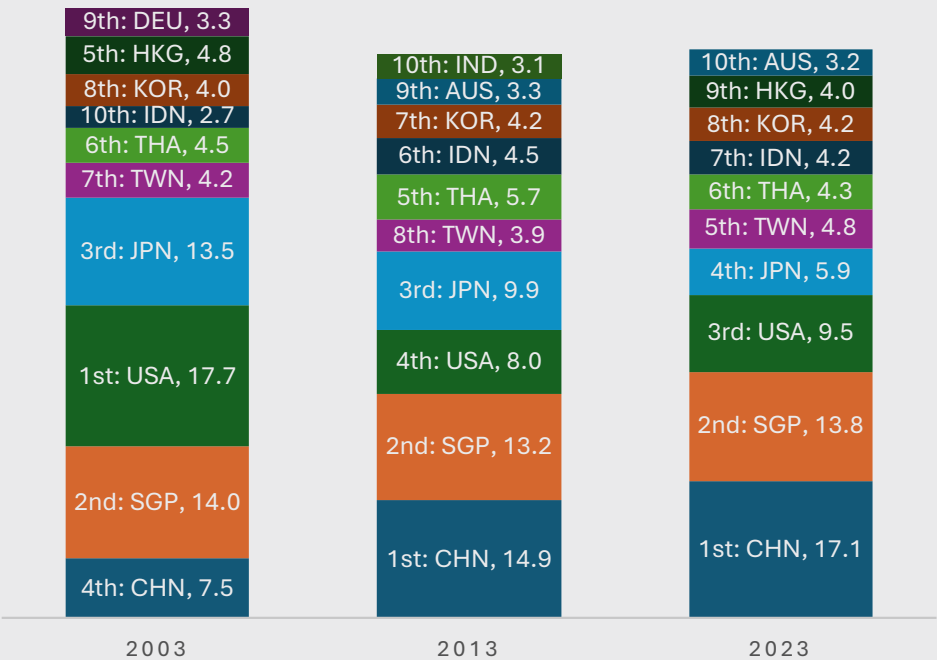 9th: DEU, 3.3
5th: HKG, 4.8
8th: KOR, 4.0
10th: IDN, 2.7
6th: THA, 4.5
7th: TWN, 4.2
3rd: JPN, 13.5
1st: USA, 17.7
2nd: SGP, 14.0
4th: CHN, 7.5
2003
10th: IND, 3.1
9th: AUS, 3.3
7th: KOR, 4.2
6th: IDN, 4.5
5th: THA, 5.7
8th: TWN, 3.9
3rd: JPN, 9.9
4th: USA, 8.0
2nd: SGP, 13.2
1st: CHN, 14.9
2013
10th: AUS, 3.2
9th: HKG, 4.0
8th: KOR, 4.2
7th: IDN, 4.2
6th: THA, 4.3
5th: TWN, 4.8
4th: JPN, 5.9
3rd: USA, 9.5
2nd: SGP, 13.8
1st: CHN, 17.1
2023